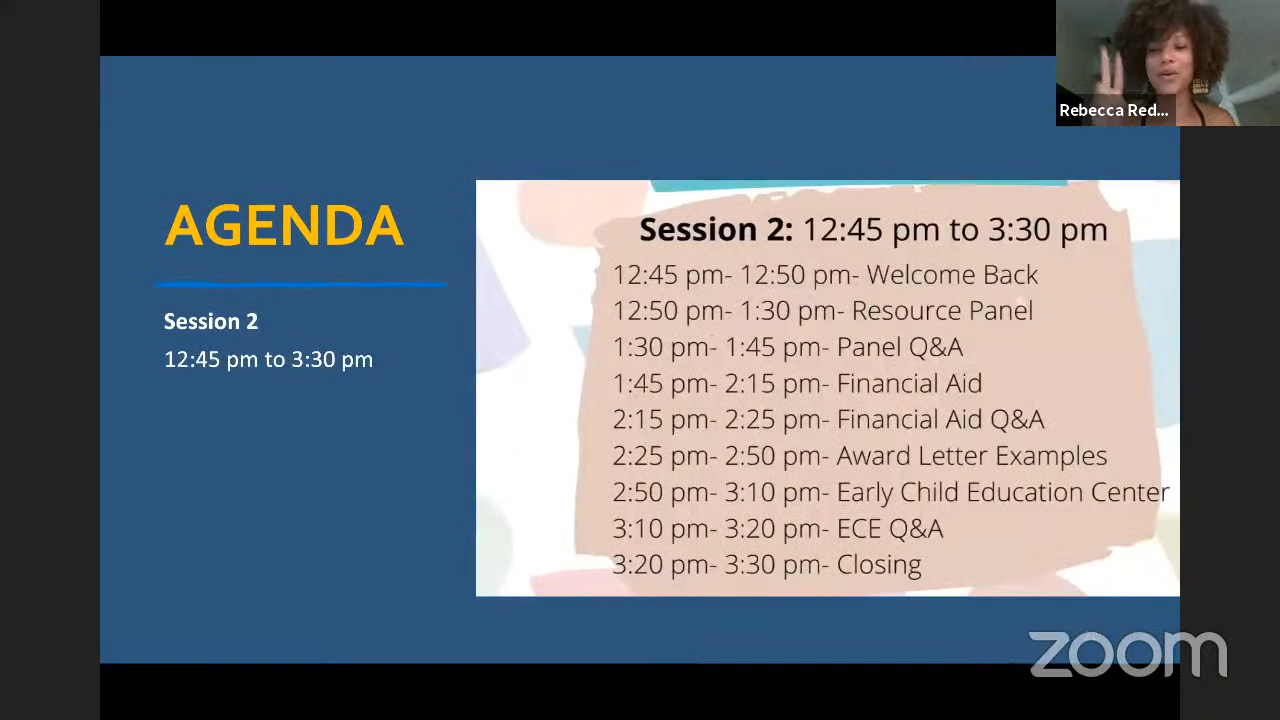 Rebecca Red...
AGENDA
Session 2
12:45 pm to 3:30 pm
Session 2: 12:45 pm to 3:30 pm
12:45 pm- 12:50 pm- Welcome Back
12:50 pm- 1:30 pm- Resource Panel
1:30 pm- 1:45 pm- Panel Q&A
1:45 pm- 2:15 pm- Financial Aid
2:15 pm- 2:25 pm- Financial Aid Q&A
2:25 pm- 2:50 pm- Award Letter Examples
2:50 pm- 3:10 pm- Early Child Education Center
3:10 pm- 3:20 pm- ECE Q&A
3:20 pm- 3:30 pm- Closing
zoom